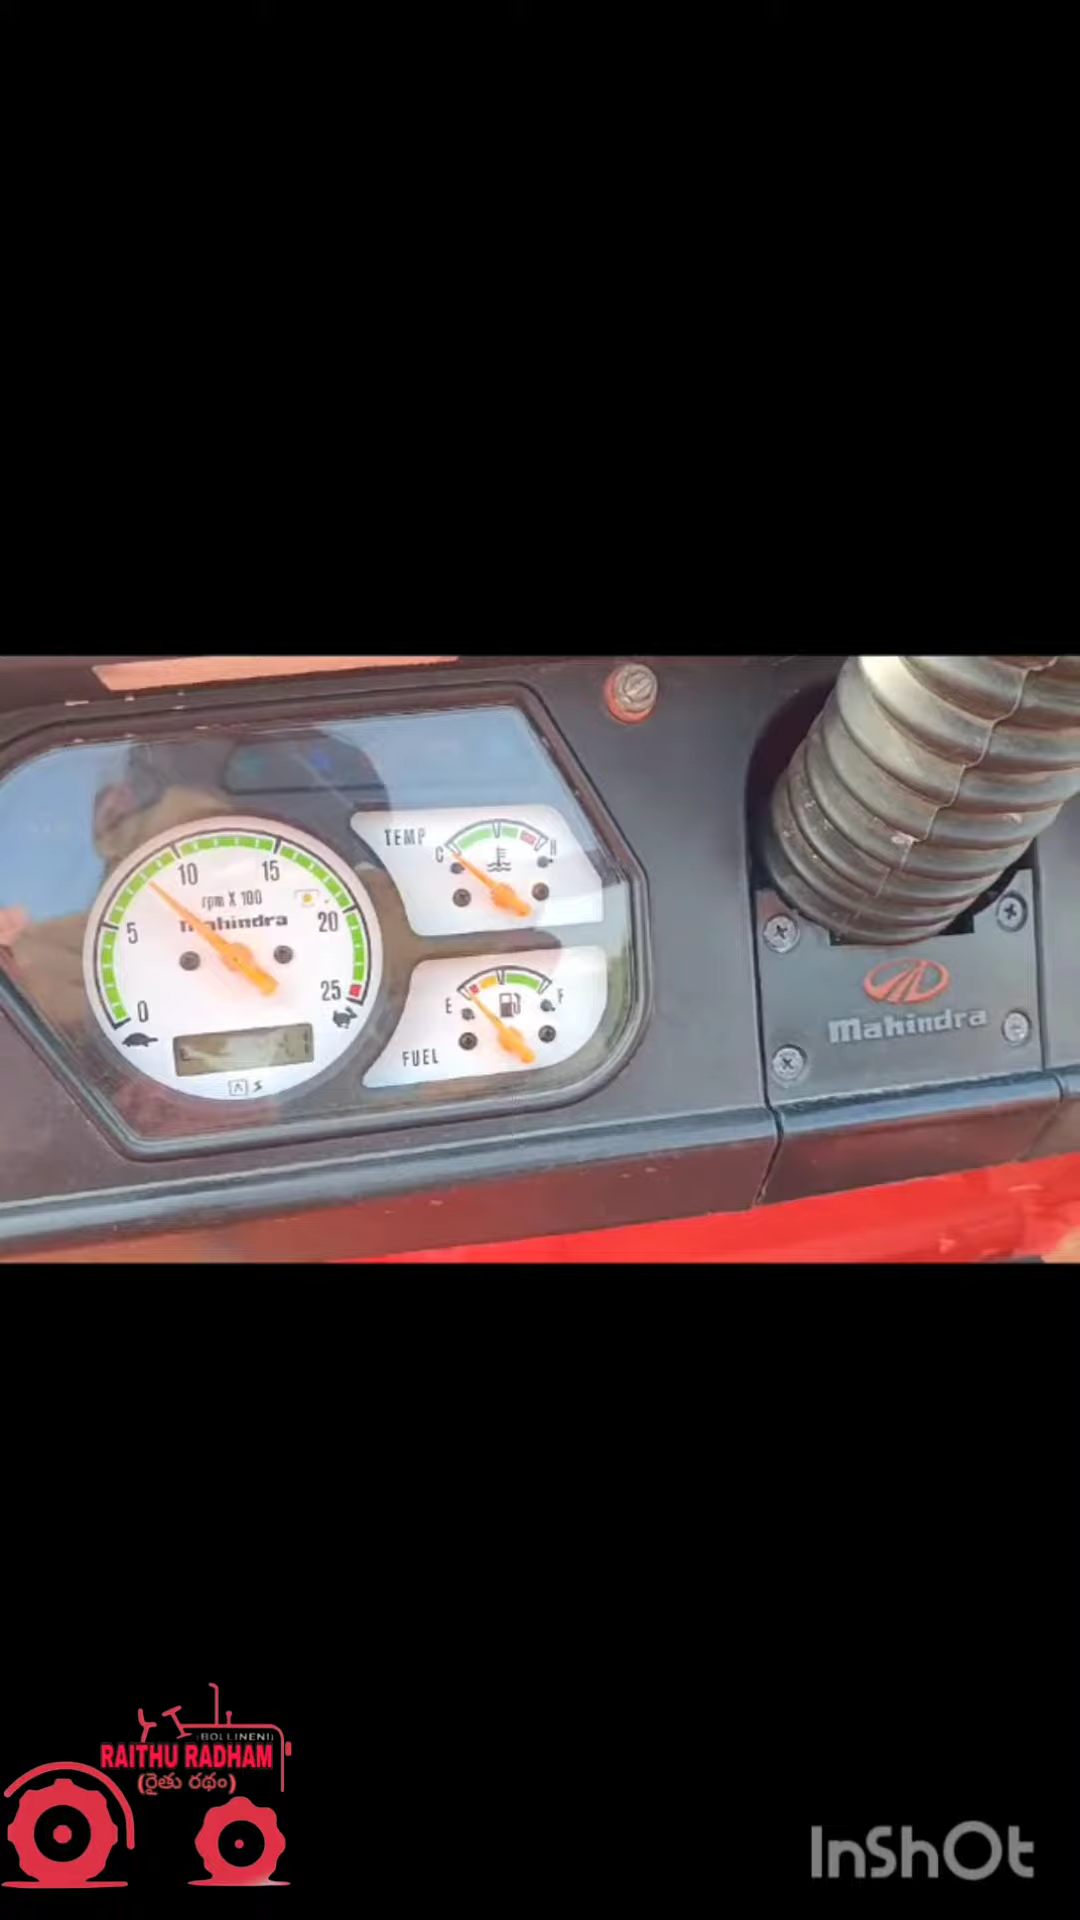 TEMP
C
H
10
15
rpm X 100
mahindra
5
20
0
25
E
F
FUEL
Mahindra
(BOLLINENI)
RAITHU RADHAM
(రైతు రథం)
InShOt